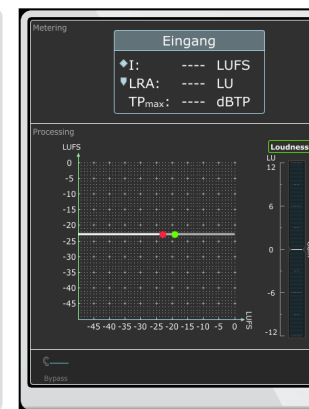 Metering
Eingang
I: ---- LUFS
LRA: ---- LU
TPmax: ---- dBTP
Processing
LUFS
0
-5
-10
-15
-20
-25
-30
-35
-40
-45
-45 -40 -35 -30 -25 -20 -15 -10 -5 0
LUFS
Loudness
LU
12
6
0
-6
-12
Bypass